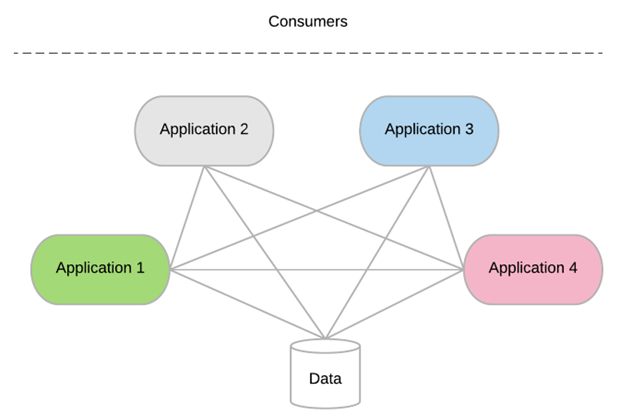 Consumers
Application 2
Application 3
Application 1
Application 4
Data